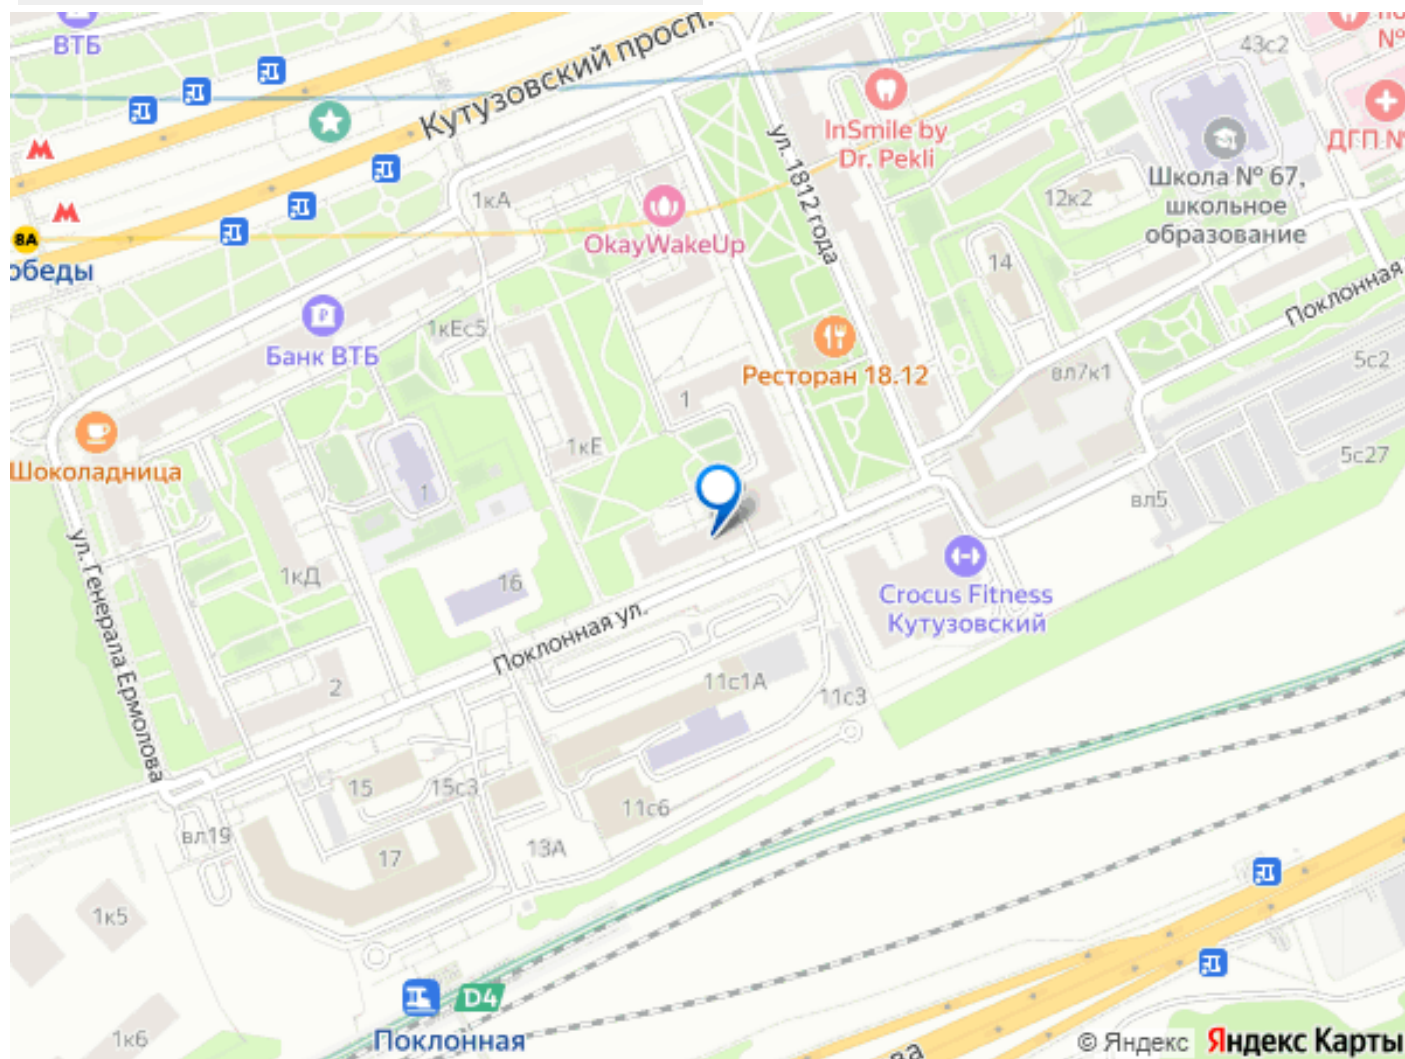 ВТБ
Кутузовский просп.
43с2
№
InSmile by
Dr. Pekli
ДГП №
ул. 1812 года
Школа № 67,
школьное
образование
1кА
12к2
OkayWakeUp
8А
обеды
14
Поклонная
Банк ВТБ
1кЕс5
Ресторан 18.12
вл7к1
5с2
1
1кЕ
Шоколадница
1
5с27
вл5
ул. Генерала Ермолова
1кД
16
Crocus Fitness
Кутузовский
Поклонная ул.
2
11с1А
11с3
15
15с3
11с6
вл19
17
13А
1к5
D4
Поклонная
1к6
© Яндекс Яндекс Карты